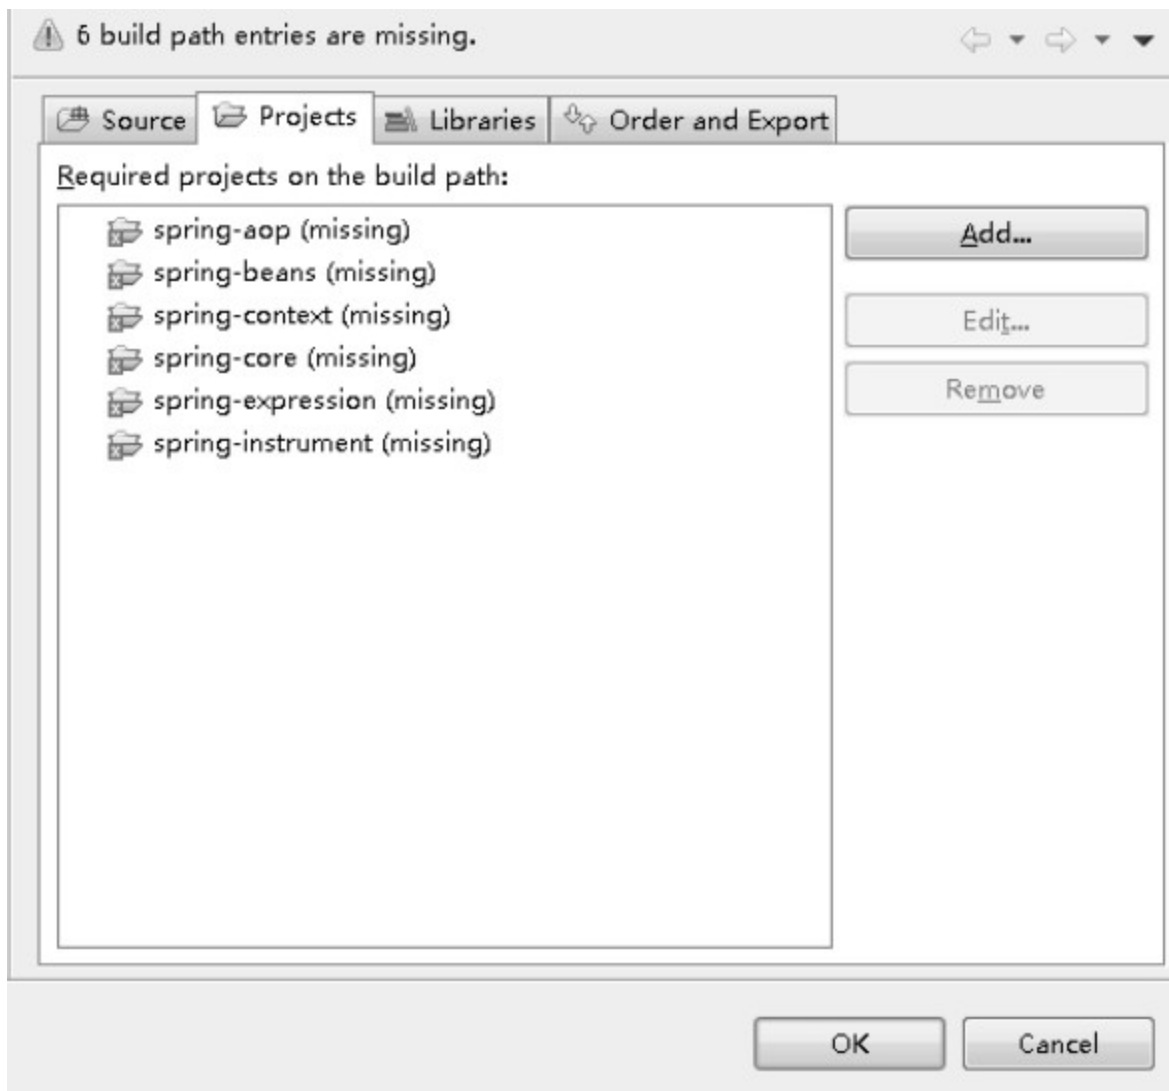 6 build path entries are missing.
Source Projects Libraries Order and Export
Required projects on the build path:
spring-aop (missing)
spring-beans (missing)
spring-context (missing)
spring-core (missing)
spring-expression (missing)
spring-instrument (missing)
Add...
Edit...
Remove
OK Cancel